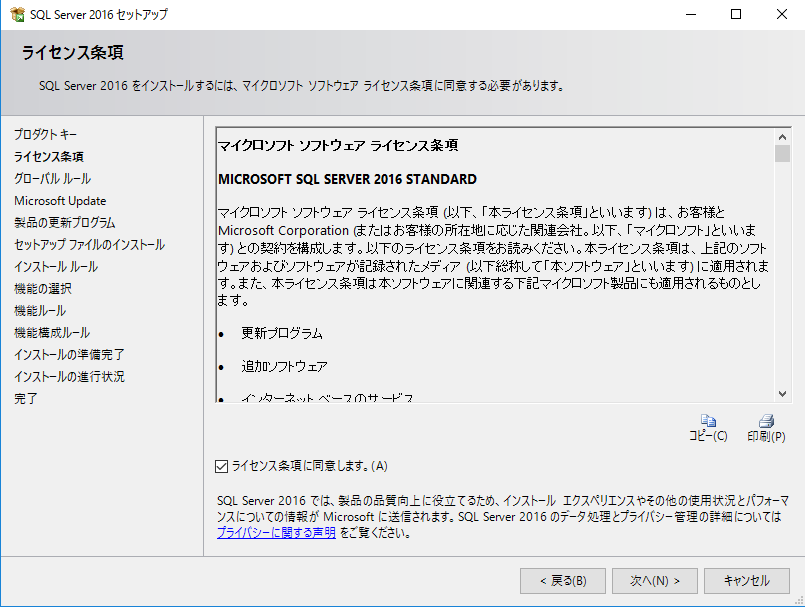 SQL Server 2016 セットアップ
ライセンス条項
SQL Server 2016 をインストールするには、マイクロソフト ソフトウェア ライセンス条項に同意する必要があります。
プロダクト キー
ライセンス条項
グローバル ルール
Microsoft Update
製品の更新プログラム
セットアップ ファイルのインストール
インストール ルール
機能の選択
機能ルール
機能構成ルール
インストールの準備完了
インストールの進行状況
完了
マイクロソフト ソフトウェア ライセンス条項
MICROSOFT SQL SERVER 2016 STANDARD
マイクロソフト ソフトウェア ライセンス条項 (以下、「本ライセンス条項」といいます) は、お客様と
Microsoft Corporation (またはお客様の所在地に応じた関連会社。以下、「マイクロソフト」といいま
す) との契約を構成します。以下のライセンス条項をお読みください。本ライセンス条項は、上記のソフト
ウェアおよびソフトウェアが記録されたメディア (以下総称して「本ソフトウェア」といいます) に適用されま
す。また、本ライセンス条項は本ソフトウェアに関連する下記マイクロソフト製品にも適用されるものとし
ます。
• 更新プログラム
• 追加ソフトウェア
• インターネット ベースのサービス
コピー(C)
印刷(P)
ライセンス条項に同意します。(A)
SQL Server 2016 では、製品の品質向上に役立てるため、インストール エクスペリエンスやその他の使用状況とパフォーマ
ンスについての情報が Microsoft に送信されます。SQL Server 2016 のデータ処理とプライバシー管理の詳細については
プライバシーに関する声明 をご覧ください。
< 戻る(B)
次へ(N) >
キャンセル